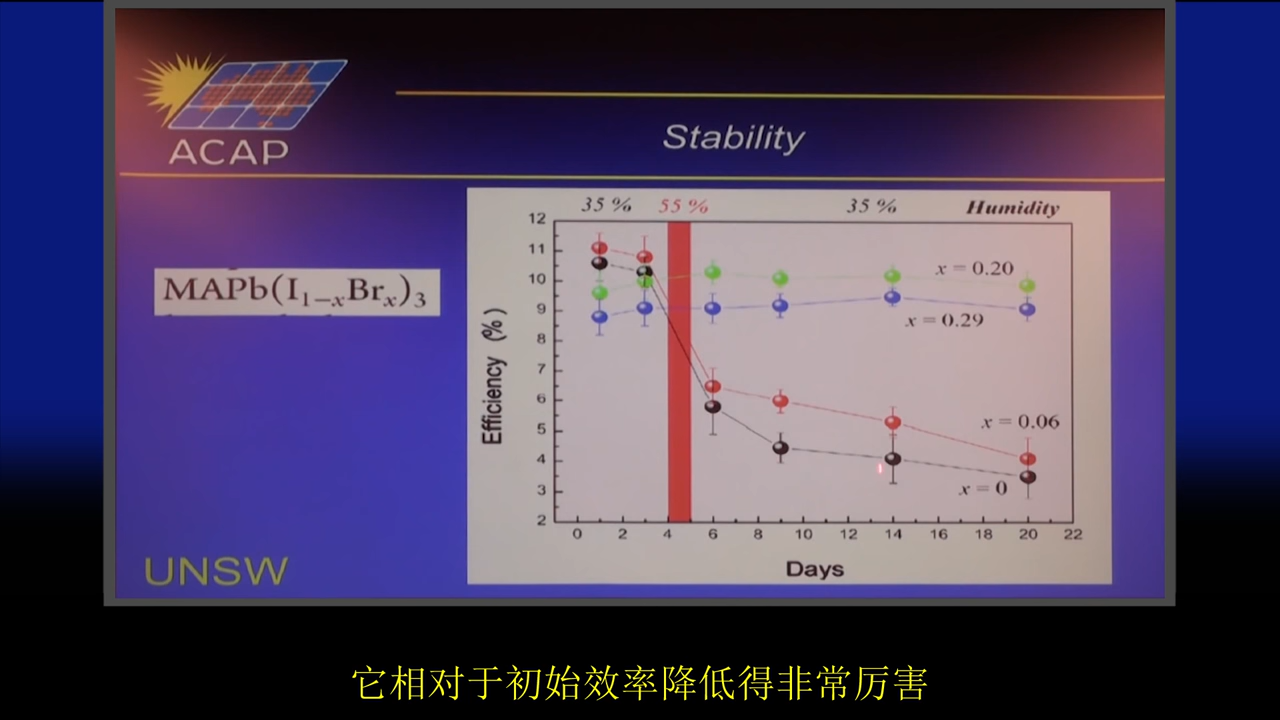 ACAP
Stability
MAPb(I1−xBrx)3
35 % 55 % 35 % Humidity
12
11
10
9
8
7
6
5
4
3
2
Efficiency (%)
x = 0.20
x = 0.29
x = 0.06
x = 0
0 2 4 6 8 10 12 14 16 18 20 22
Days
UNSW
它相对于初始效率降低得非常厉害